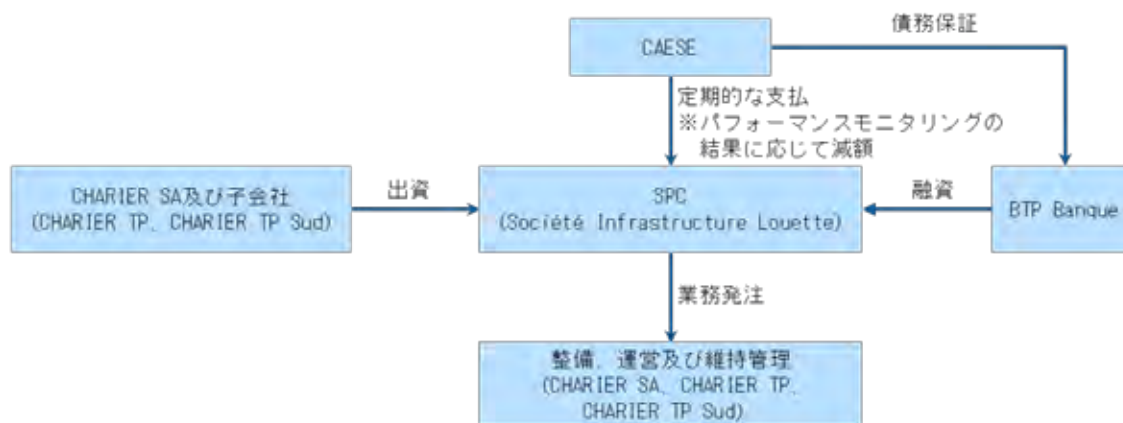 債務保証
CAESE
定期的な支払
※パフォーマンスモニタリングの
結果に応じて減額
CHARIER SA及び子会社
(CHARIER TP、CHARIER TP Sud)
出資
SPC
(Société Infrastructure Louette)
融資
BTP Banque
業務発注
整備、運営及び維持管理
(CHARIER SA、CHARIER TP、
CHARIER TP Sud)